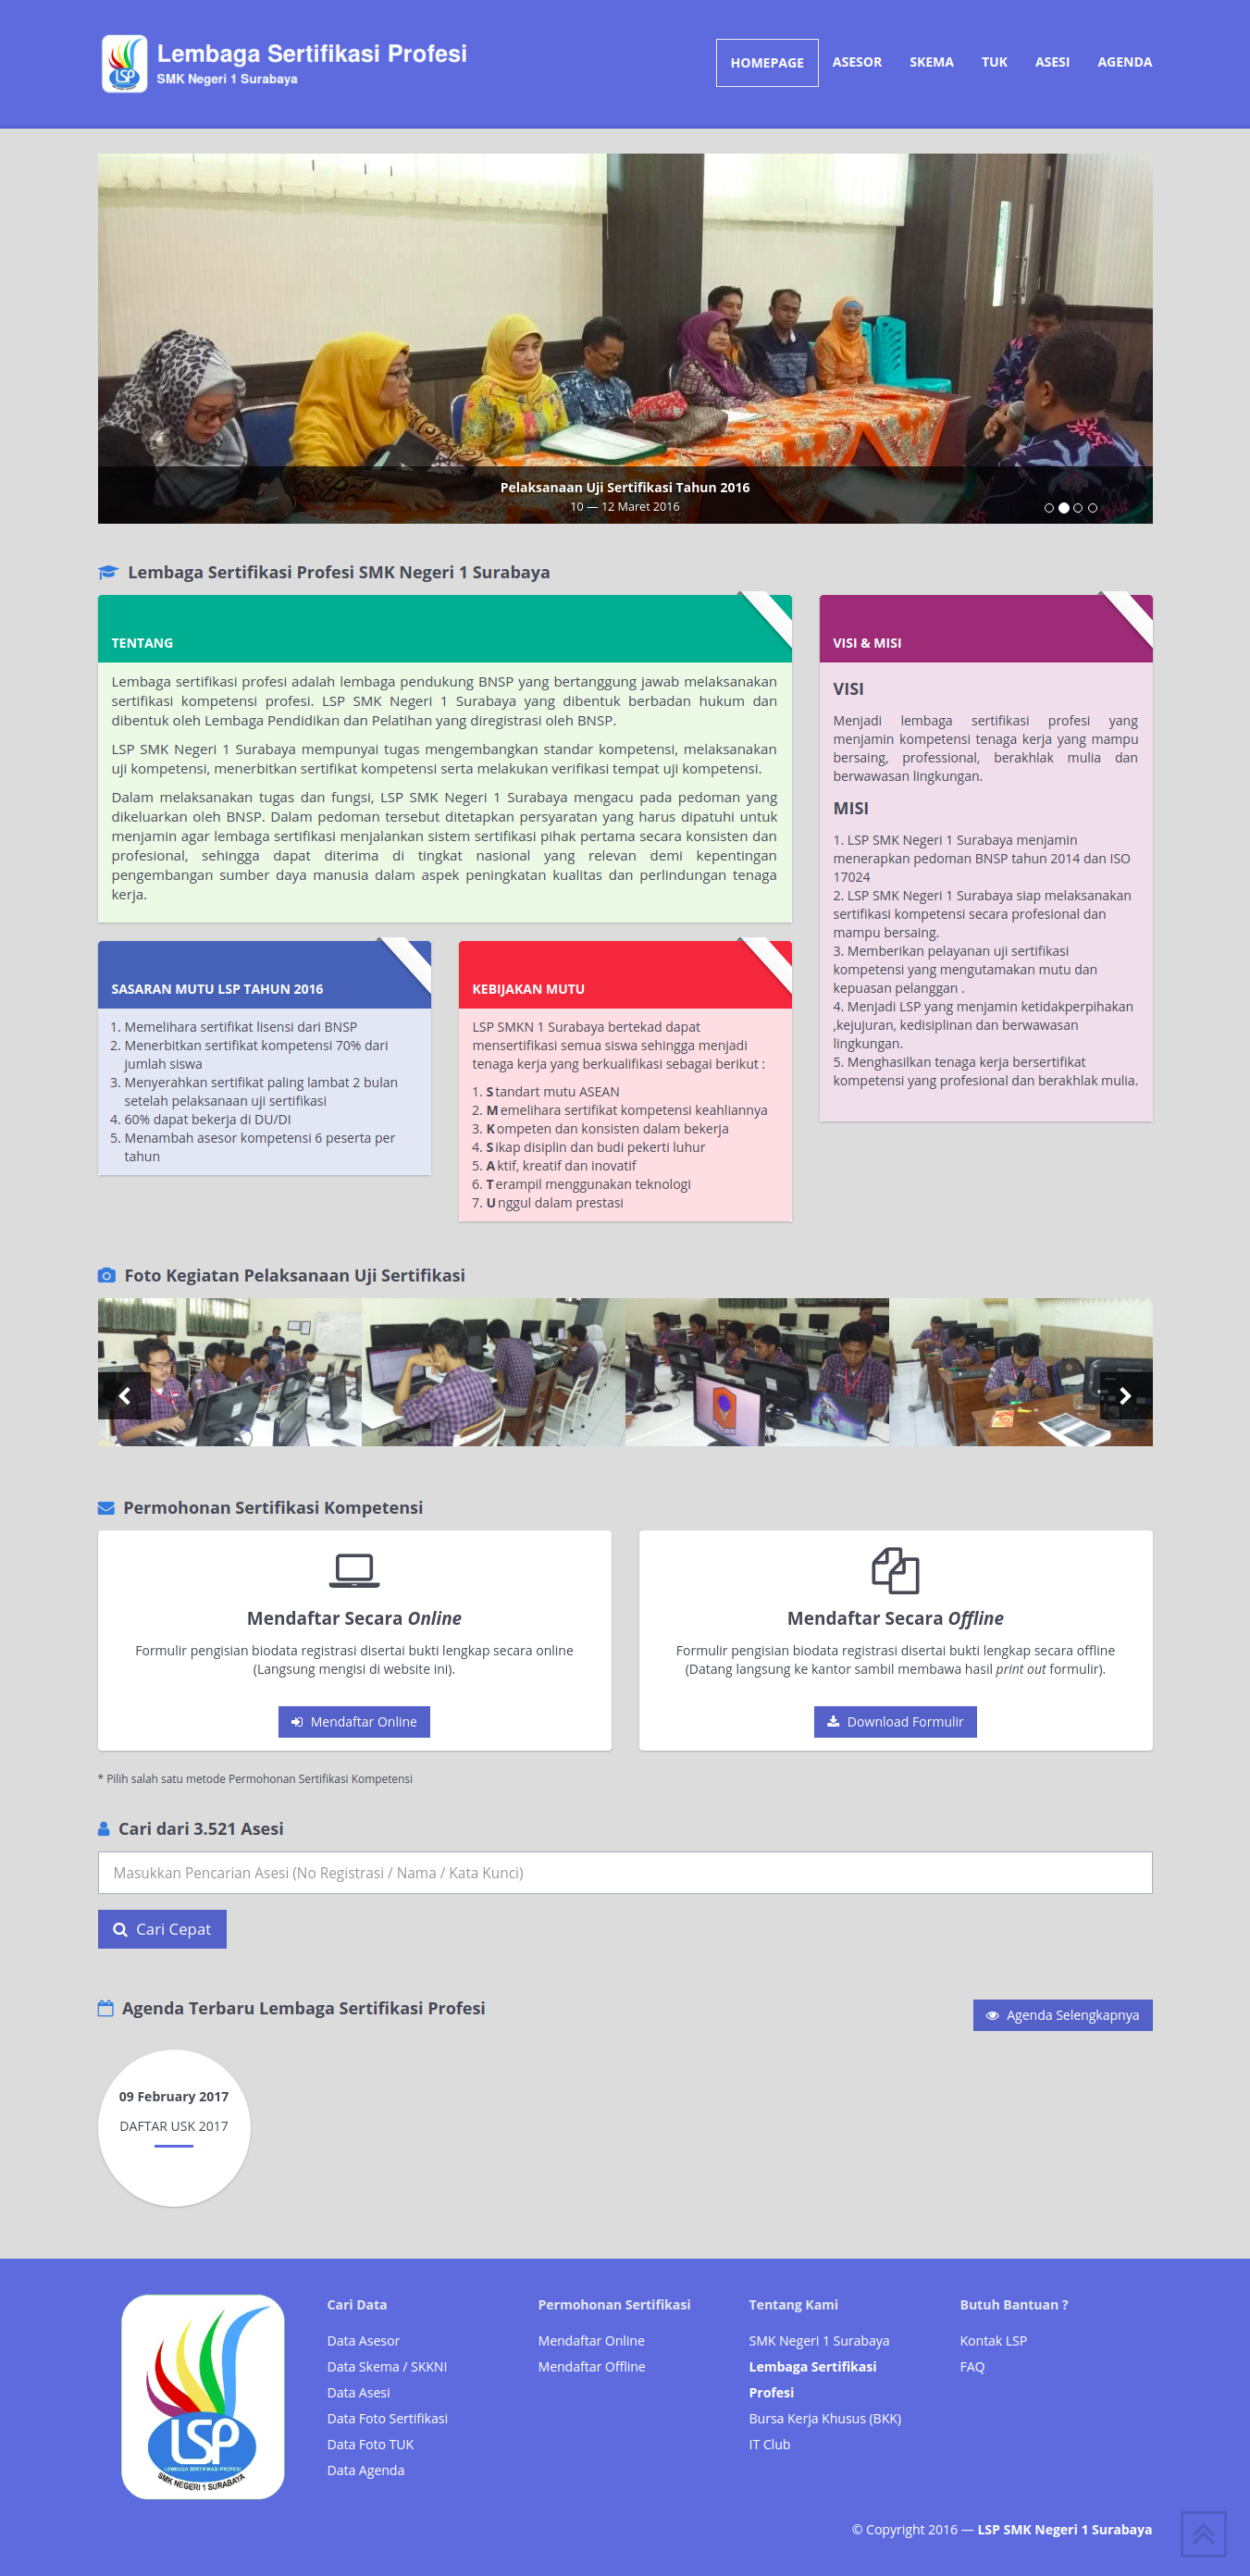 Lembaga Sertifikasi Profesi
SMK Negeri 1 Surabaya
LSP
HOMEPAGE
ASESOR
SKEMA
TUK
ASESI
AGENDA
Pelaksanaan Uji Sertifikasi Tahun 2016
10 — 12 Maret 2016
Lembaga Sertifikasi Profesi SMK Negeri 1 Surabaya
TENTANG
Lembaga sertifikasi profesi adalah lembaga pendukung BNSP yang bertanggung jawab melaksanakan
sertifikasi kompetensi profesi. LSP SMK Negeri 1 Surabaya yang dibentuk berbadan hukum dan
dibentuk oleh Lembaga Pendidikan dan Pelatihan yang diregistrasi oleh BNSP.
LSP SMK Negeri 1 Surabaya mempunyai tugas mengembangkan standar kompetensi, melaksanakan
uji kompetensi, menerbitkan sertifikat kompetensi serta melakukan verifikasi tempat uji kompetensi.
Dalam melaksanakan tugas dan fungsi, LSP SMK Negeri 1 Surabaya mengacu pada pedoman yang
dikeluarkan oleh BNSP. Dalam pedoman tersebut ditetapkan persyaratan yang harus dipatuhi untuk
menjamin agar lembaga sertifikasi menjalankan sistem sertifikasi pihak pertama secara konsisten dan
profesional, sehingga dapat diterima di tingkat nasional yang relevan demi kepentingan
pengembangan sumber daya manusia dalam aspek peningkatan kualitas dan perlindungan tenaga
kerja.
VISI & MISI
VISI
Menjadi lembaga sertifikasi profesi yang
menjamin kompetensi tenaga kerja yang mampu
bersaing, professional, berakhlak mulia dan
berwawasan lingkungan.
MISI
1. LSP SMK Negeri 1 Surabaya menjamin
menerapkan pedoman BNSP tahun 2014 dan ISO
17024
2. LSP SMK Negeri 1 Surabaya siap melaksanakan
sertifikasi kompetensi secara profesional dan
mampu bersaing.
3. Memberikan pelayanan uji sertifikasi
kompetensi yang mengutamakan mutu dan
kepuasan pelanggan .
4. Menjadi LSP yang menjamin ketidakperpihakan
,kejujuran, kedisiplinan dan berwawasan
lingkungan.
5. Menghasilkan tenaga kerja bersertifikat
kompetensi yang profesional dan berakhlak mulia.
SASARAN MUTU LSP TAHUN 2016
1. Memelihara sertifikat lisensi dari BNSP
2. Menerbitkan sertifikat kompetensi 70% dari
jumlah siswa
3. Menyerahkan sertifikat paling lambat 2 bulan
setelah pelaksanaan uji sertifikasi
4. 60% dapat bekerja di DU/DI
5. Menambah asesor kompetensi 6 peserta per
tahun
KEBIJAKAN MUTU
LSP SMKN 1 Surabaya bertekad dapat
mensertifikasi semua siswa sehingga menjadi
tenaga kerja yang berkualifikasi sebagai berikut :
1. Standart mutu ASEAN
2. Memelihara sertifikat kompetensi keahliannya
3. Kompeten dan konsisten dalam bekerja
4. Sikap disiplin dan budi pekerti luhur
5. Aktif, kreatif dan inovatif
6. Terampil menggunakan teknologi
7. Unggul dalam prestasi
Foto Kegiatan Pelaksanaan Uji Sertifikasi
Permohonan Sertifikasi Kompetensi
Mendaftar Secara Online
Formulir pengisian biodata registrasi disertai bukti lengkap secara online
(Langsung mengisi di website ini).
Mendaftar Online
Mendaftar Secara Offline
Formulir pengisian biodata registrasi disertai bukti lengkap secara offline
(Datang langsung ke kantor sambil membawa hasil print out formulir).
Download Formulir
* Pilih salah satu metode Permohonan Sertifikasi Kompetensi
Cari dari 3.521 Asesi
Masukkan Pencarian Asesi (No Registrasi / Nama / Kata Kunci)
Cari Cepat
Agenda Terbaru Lembaga Sertifikasi Profesi
Agenda Selengkapnya
09 February 2017
DAFTAR USK 2017
LSP
LEMBAGA SERTIFIKASI PROFESI
SMK NEGERI 1 SURABAYA
Cari Data
Data Asesor
Data Skema / SKKNI
Data Asesi
Data Foto Sertifikasi
Data Foto TUK
Data Agenda
Permohonan Sertifikasi
Mendaftar Online
Mendaftar Offline
Tentang Kami
SMK Negeri 1 Surabaya
Lembaga Sertifikasi
Profesi
Bursa Kerja Khusus (BKK)
IT Club
Butuh Bantuan ?
Kontak LSP
FAQ
© Copyright 2016 — LSP SMK Negeri 1 Surabaya